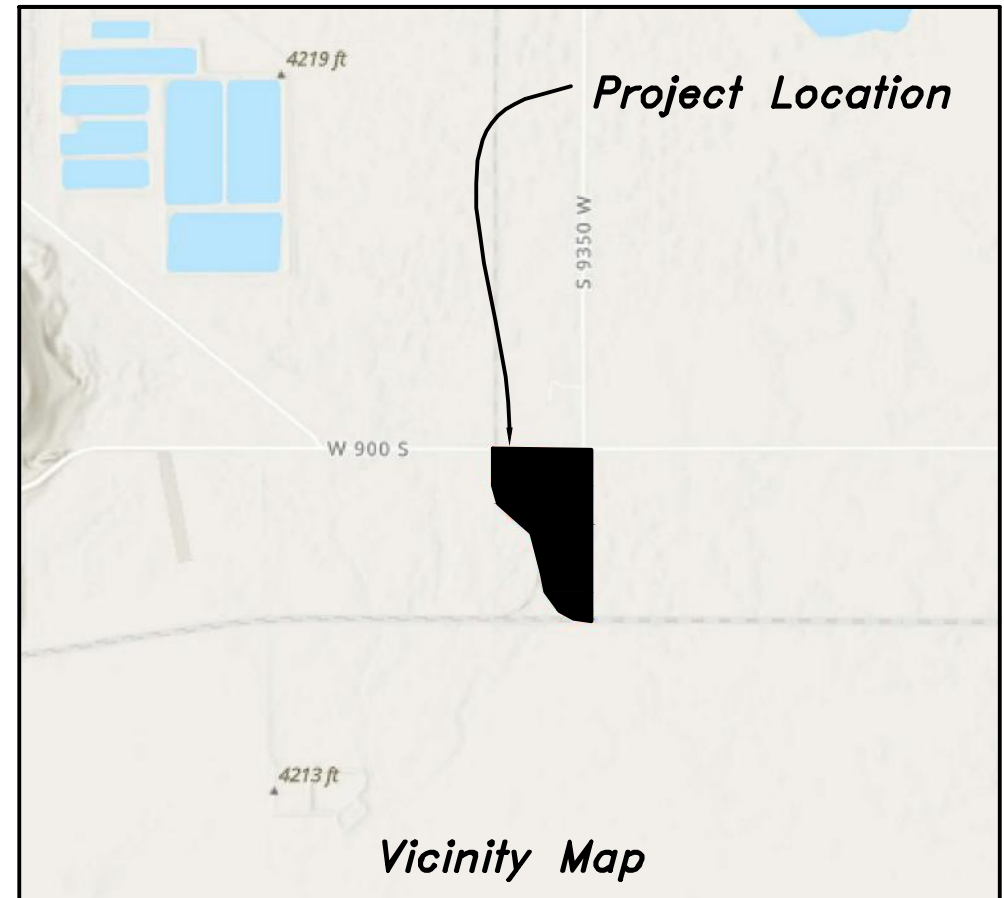 4219 ft
Project Location
S 9350 W
W 900 S
4213 ft
Vicinity Map